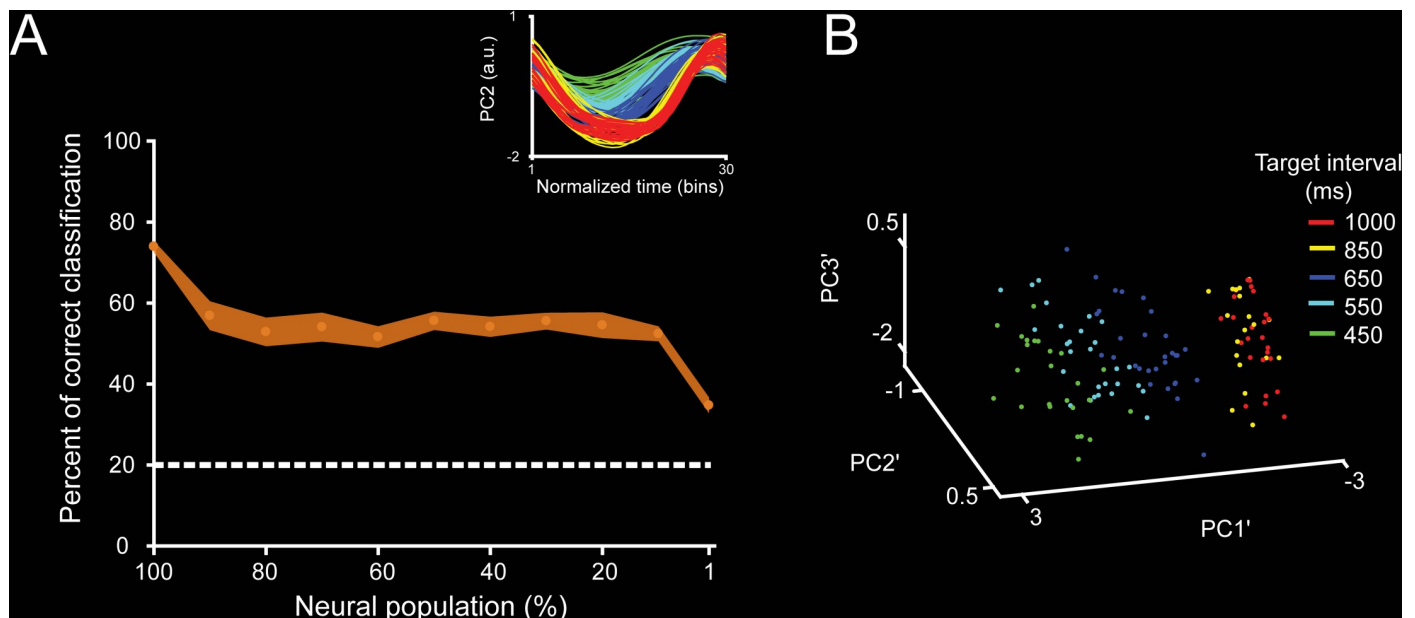 A
1
PC2 (a.u.)
-2
1
30
Normalized time (bins)
Percent of correct classification
100
80
60
40
20
0
100
80
60
40
20
1
Neural population (%)
B
Target interval
(ms)
1000
850
650
550
450
0.5
PC3'
-2
-1
PC2'
0.5
3
PC1'
-3